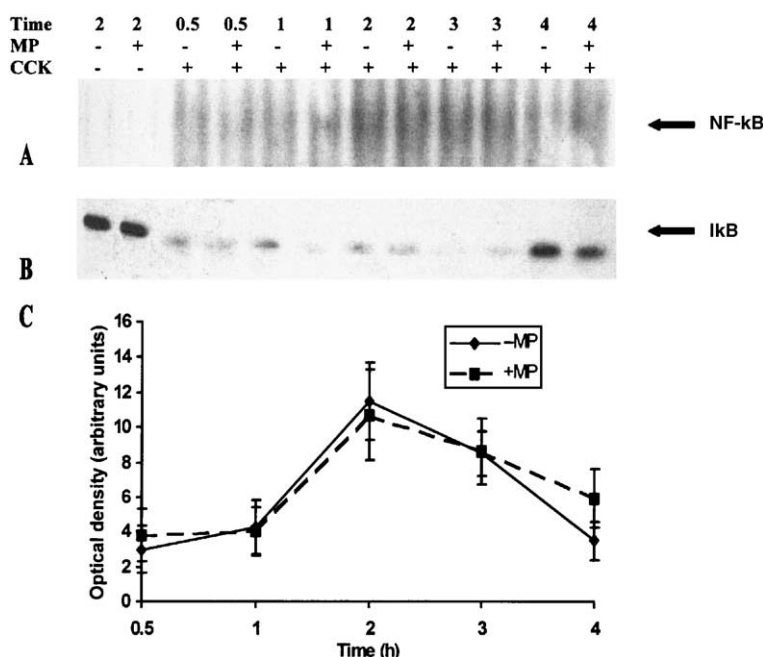 Time 2 2 0.5 0.5 1 1 2 2 3 3 4 4
MP - + - + - + - + - + - +
CCK - - + + + + + + + + + +
A
NF-kB
B
IkB
C
Optical density (arbitrary units)
16
14
12
10
8
6
4
2
0
–MP
+MP
0.5 1 2 3 4
Time (h)